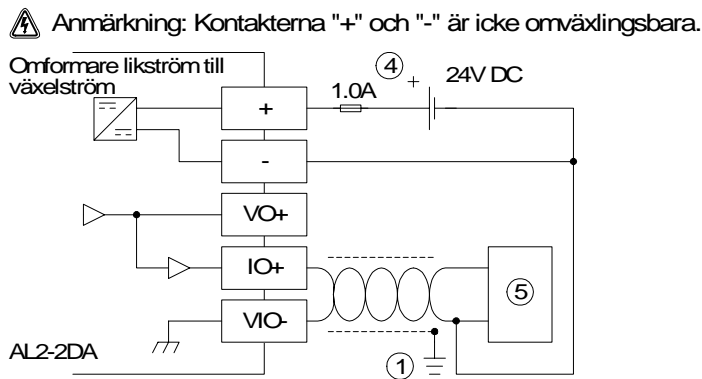 Anmärkning: Kontakterna "+" och "-" är icke omväxlingsbara.
Omformare likström till
växelström
4
+
24V DC
1.0A
+
-
VO+
IO+
5
VIO-
AL2-2DA
1